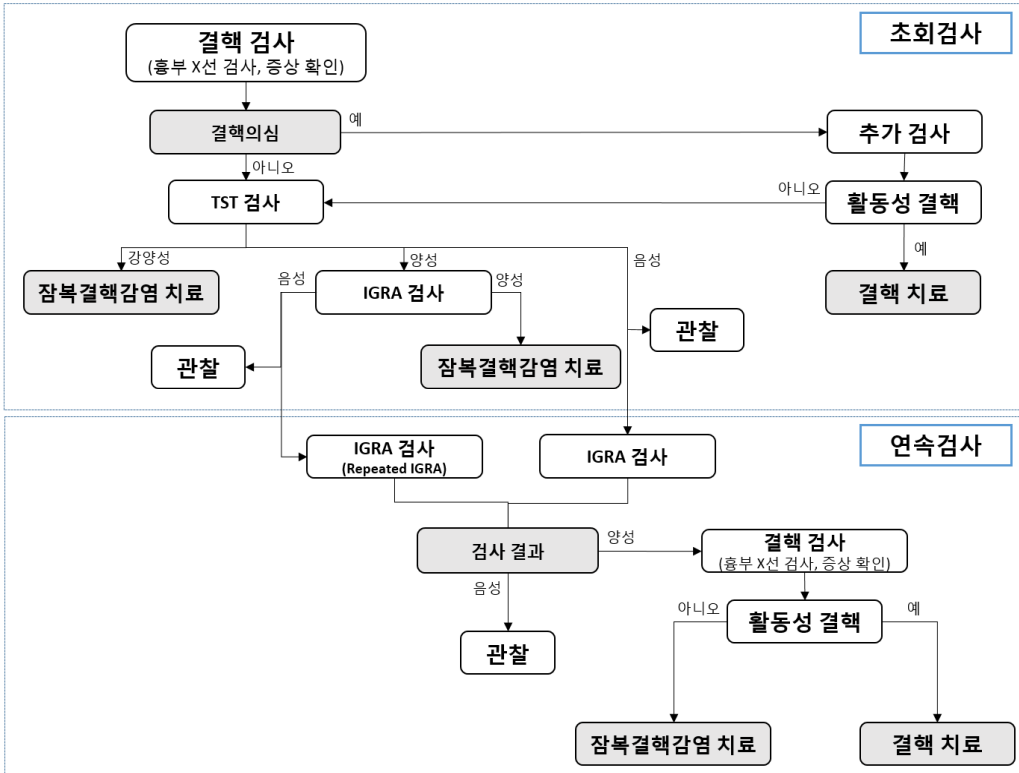 초회검사
결핵 검사
(흉부 X선 검사, 증상 확인)
결핵의심
예
추가 검사
아니오
아니오
TST 검사
활동성 결핵
강양성
양성
음성
예
음성
양성
잠복결핵감염 치료
IGRA 검사
결핵 치료
관찰
관찰
잠복결핵감염 치료
연속검사
IGRA 검사
(Repeated IGRA)
IGRA 검사
검사 결과
양성
결핵 검사
(흉부 X선 검사, 증상 확인)
음성
아니오
예
활동성 결핵
관찰
잠복결핵감염 치료
결핵 치료